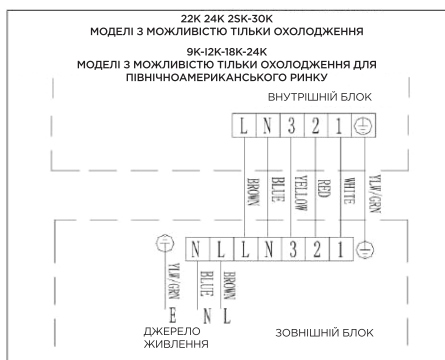 22K 24K 2SK-30K
МОДЕЛІ З МОЖЛИВІСТЮ ТІЛЬКИ ОХОЛОДЖЕННЯ
9K-I2K-18K-24K
МОДЕЛІ З МОЖЛИВІСТЮ ТІЛЬКИ ОХОЛОДЖЕННЯ ДЛЯ
ПІВНІЧНОАМЕРИКАНСЬКОГО РИНКУ
ВНУТРІШНІЙ БЛОК
L N 3 2 1
BROWN BLUE YELLOW RED WHITE YLW/GRN
N L L N 3 2 1
YLW/GRN BLUE BROWN
E N L
ДЖЕРЕЛО
ЖИВЛЕННЯ
ЗОВНІШНІЙ БЛОК